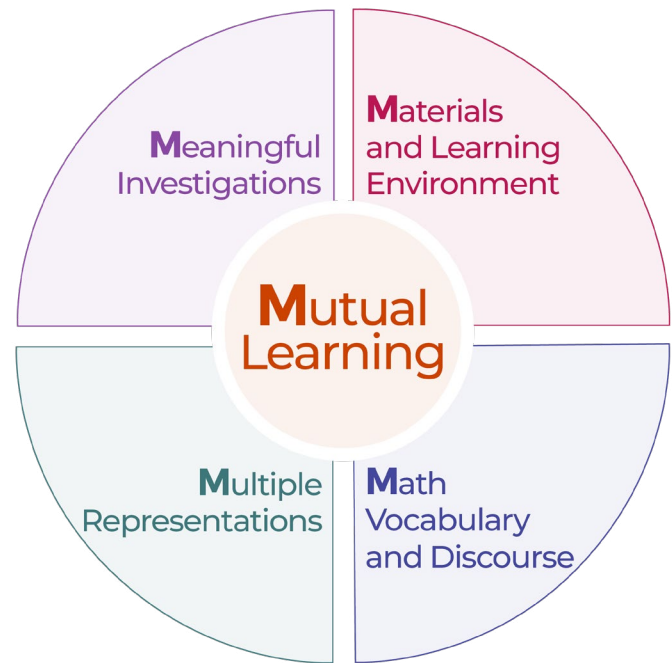 Meaningful
Investigations
Materials
and Learning
Environment
Mutual
Learning
Multiple
Representations
Math
Vocabulary
and Discourse